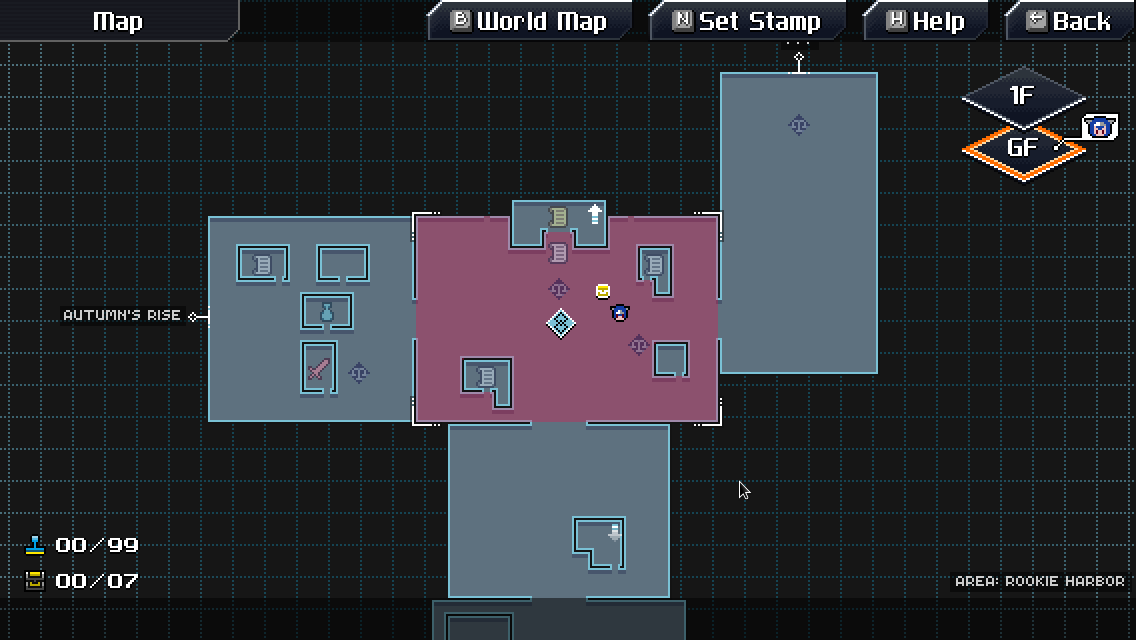 Map
B World Map
N Set Stamp
H Help
Back
...
1F
GF
AUTUMN'S RISE
00/99
00/07
AREA: ROOKIE HARBOR